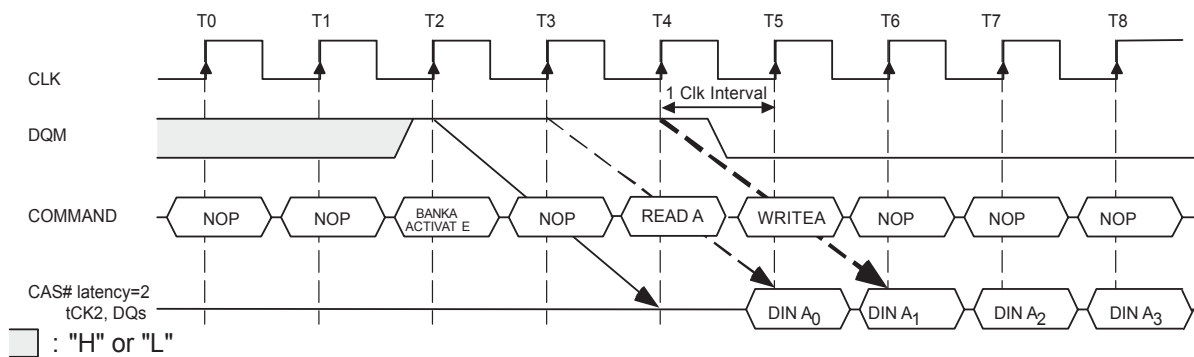 T0 T1 T2 T3 T4 T5 T6 T7 T8
CLK
1 Clk Interval
DQM
COMMAND NOP NOP BANKA ACTIVAT E NOP READ A WRITEA NOP NOP NOP
CAS# latency=2
tCK2, DQs DIN A0 DIN A1 DIN A2 DIN A3
: "H" or "L"